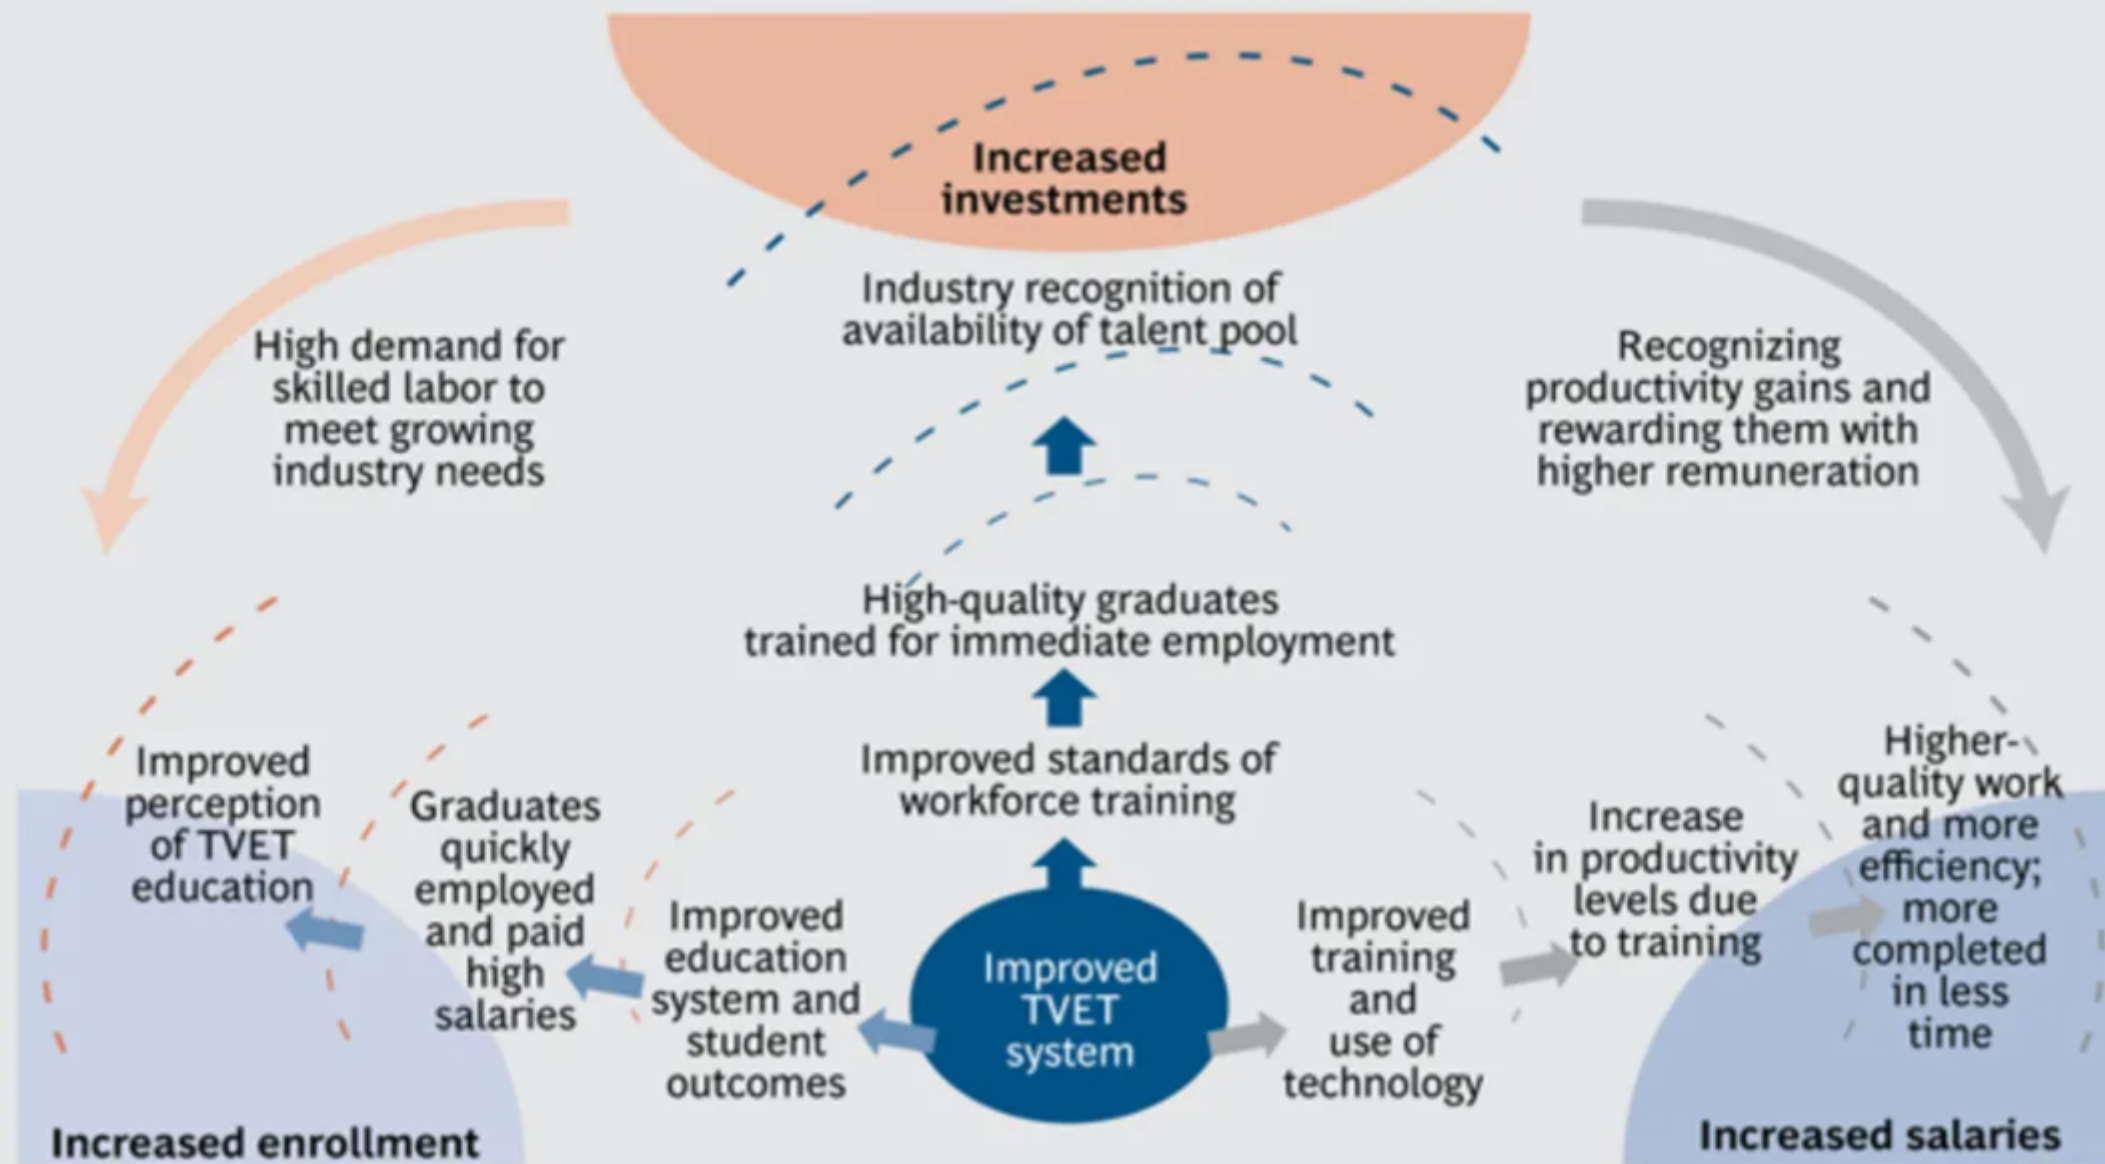 Increased
investments
Industry recognition of
availability of talent pool
High demand for
skilled labor to
meet growing
industry needs
Recognizing
productivity gains and
rewarding them with
higher remuneration
High-quality graduates
trained for immediate employment
Improved standards of
workforce training
Improved
perception
of TVET
education
Graduates
quickly
employed
and paid
high
salaries
Improved
education
system and
student
outcomes
Improved
TVET
system
Improved
training
and
use of
technology
Increase
in productivity
levels due
to training
Higher-
quality work
and more
efficiency;
more
completed
in less
time
Increased enrollment
Increased salaries